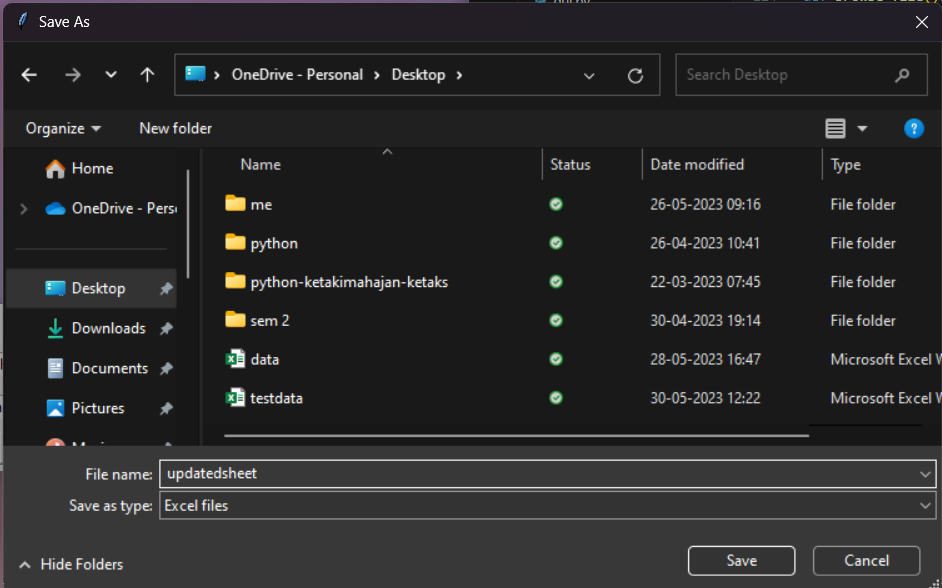 Save As
OneDrive - Personal > Desktop >
Search Desktop
Organize
New folder
Home
OneDrive - Pers
Desktop
Downloads
Documents
Pictures
Name Status Date modified Type
me 26-05-2023 09:16 File folder
python 26-04-2023 10:41 File folder
python-ketakimahajan-ketaks 22-03-2023 07:45 File folder
sem 2 30-04-2023 19:14 File folder
data 28-05-2023 16:47 Microsoft Excel W
testdata 30-05-2023 12:22 Microsoft Excel W
File name: updatedsheet
Save as type: Excel files
Hide Folders
Save
Cancel